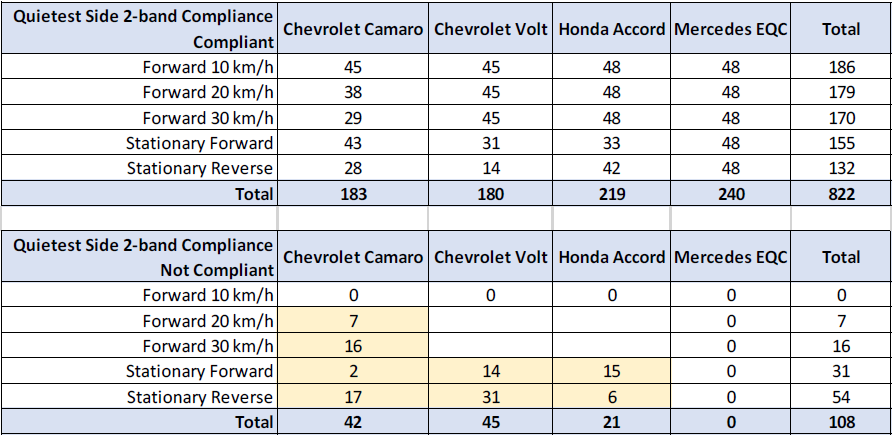 Quietest Side 2-band Compliance
Compliant Chevrolet Camaro Chevrolet Volt Honda Accord Mercedes EQC Total
Forward 10 km/h 45 45 48 48 186
Forward 20 km/h 38 45 48 48 179
Forward 30 km/h 29 45 48 48 170
Stationary Forward 43 31 33 48 155
Stationary Reverse 28 14 42 48 132
Total 183 180 219 240 822
Quietest Side 2-band Compliance
Not Compliant Chevrolet Camaro Chevrolet Volt Honda Accord Mercedes EQC Total
Forward 10 km/h 0 0 0 0 0
Forward 20 km/h 7 0 7
Forward 30 km/h 16 0 16
Stationary Forward 2 14 15 0 31
Stationary Reverse 17 31 6 0 54
Total 42 45 21 0 108